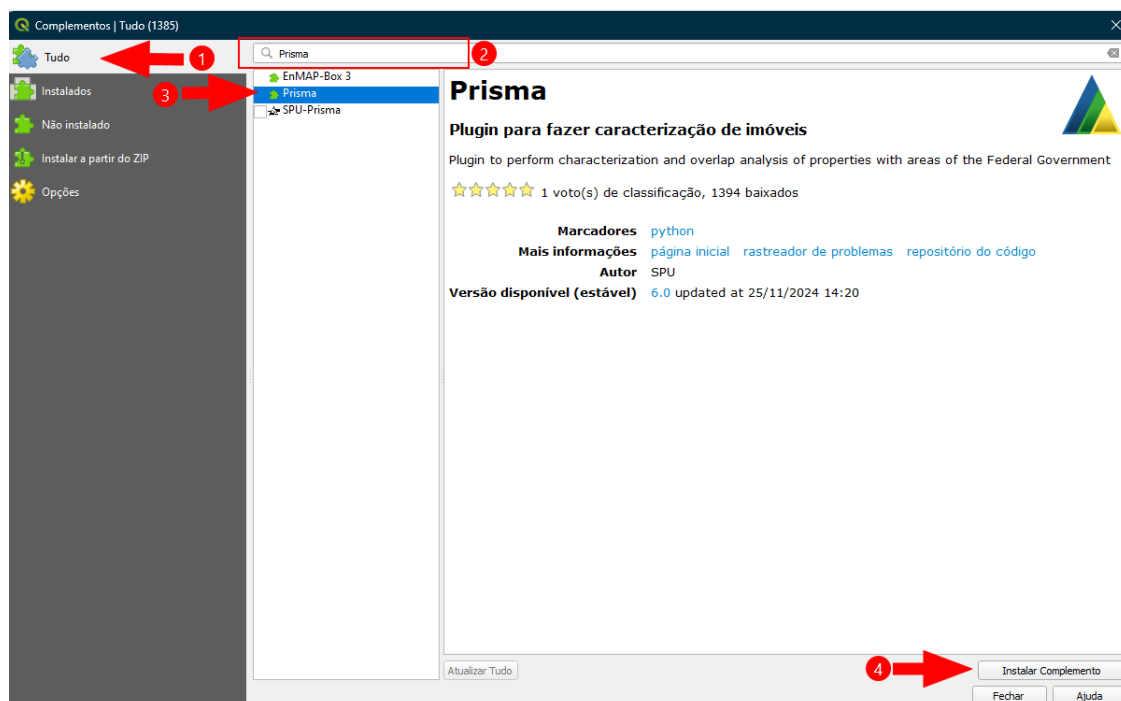 Complementos | Tudo (1385)
Tudo
1
Prisma
2
Instalados
Não instalado
Instalar a partir do ZIP
Opções
3
EnMAP-Box 3
Prisma
SPU-Prisma
Prisma
Plugin para fazer caracterização de imóveis
Plugin to perform characterization and overlap analysis of properties with areas of the Federal Government
1 voto(s) de classificação, 1394 baixados
Marcadores python
Mais informações página inicial rastreador de problemas repositório do código
Autor SPU
Versão disponível (estável) 6.0 updated at 25/11/2024 14:20
Atualizar Tudo
4
Instalar Complemento
Fechar
Ajuda